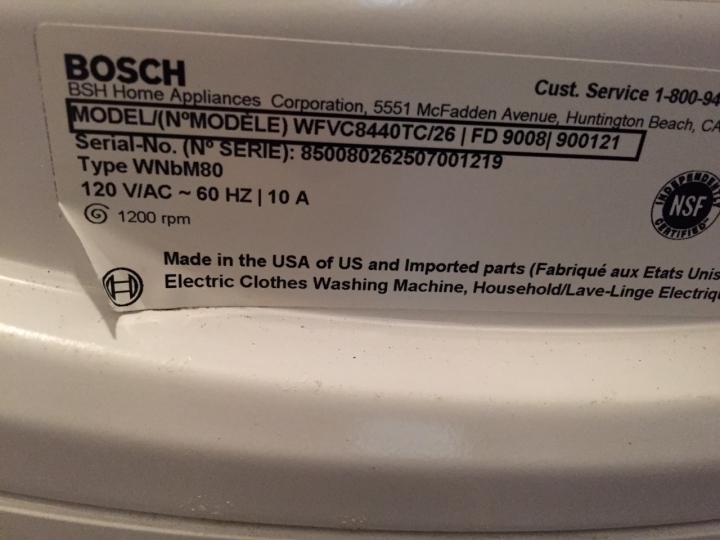 BOSCH
BSH Home Appliances Corporation, 5551 McFadden Avenue, Huntington Beach, CA
Cust. Service 1-800-94
MODEL/(NºMODÈLE) WFVC8440TC/26 | FD 9008| 900121
Serial-No. (Nº SÉRIE): 850080262507001219
Type WNbM80
120 V/AC ~ 60 HZ | 10 A
1200 rpm
INDEPENDENTLY
NSF
CERTIFIED
Made in the USA of US and Imported parts (Fabriqué aux Etats Unis
Electric Clothes Washing Machine, Household/Lave-Linge Electriqu